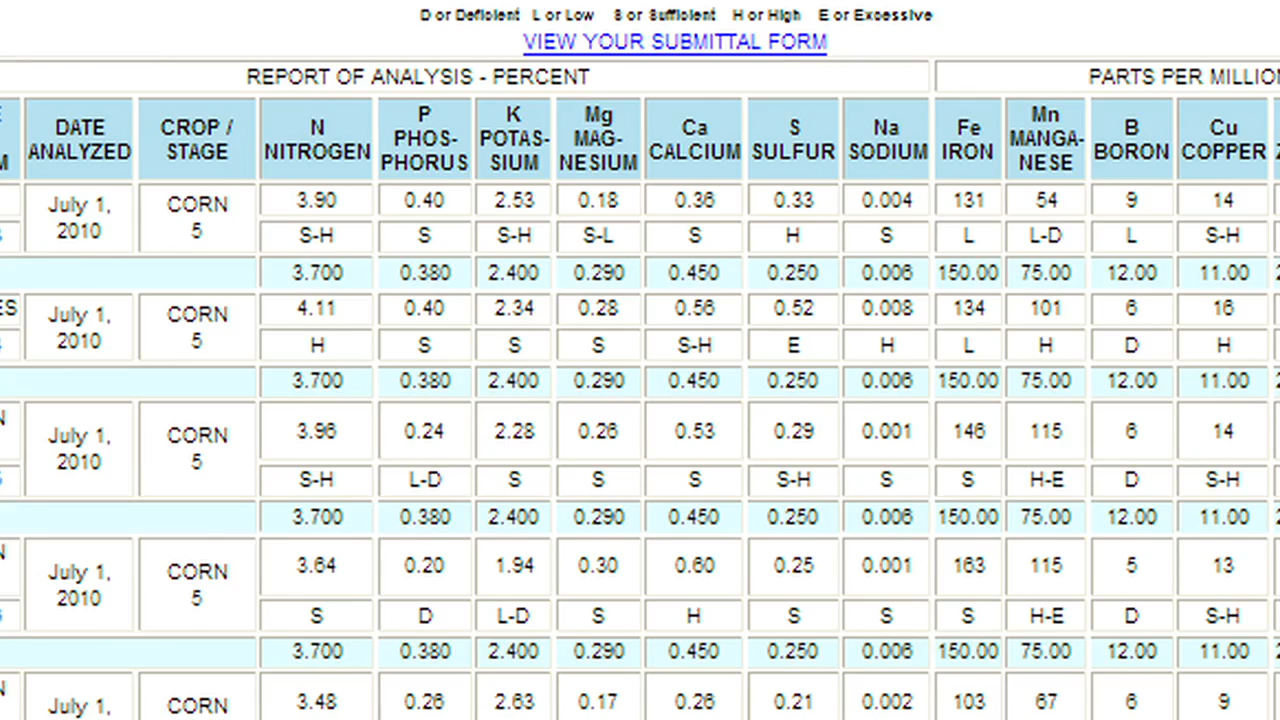 D or Deficient L or Low S or Sufficient H or High E or Excessive
VIEW YOUR SUBMITTAL FORM
REPORT OF ANALYSIS - PERCENT PARTS PER MILLION
DATE ANALYZED CROP / STAGE N NITROGEN P PHOS-PHORUS K POTAS-SIUM Mg MAG-NESIUM Ca CALCIUM S SULFUR Na SODIUM Fe IRON Mn MANGA-NESE B BORON Cu COPPER
July 1, 2010 CORN 5 3.90 0.40 2.53 0.18 0.36 0.33 0.004 131 54 9 14
S-H S S-H S-L S H S L L-D L S-H
3.700 0.380 2.400 0.290 0.450 0.250 0.006 150.00 75.00 12.00 11.00
July 1, 2010 CORN 5 4.11 0.40 2.34 0.28 0.56 0.52 0.008 134 101 6 16
H S S S S-H E H L H D H
3.700 0.380 2.400 0.290 0.450 0.250 0.006 150.00 75.00 12.00 11.00
July 1, 2010 CORN 5 3.96 0.24 2.28 0.26 0.53 0.29 0.001 146 115 6 14
S-H L-D S S S S-H S S H-E D S-H
3.700 0.380 2.400 0.290 0.450 0.250 0.006 150.00 75.00 12.00 11.00
July 1, 2010 CORN 5 3.64 0.20 1.94 0.30 0.60 0.25 0.001 163 115 5 13
S D L-D S H S S S H-E D S-H
3.700 0.380 2.400 0.290 0.450 0.250 0.006 150.00 75.00 12.00 11.00
July 1, CORN 3.48 0.26 2.63 0.17 0.26 0.21 0.002 103 67 6 9